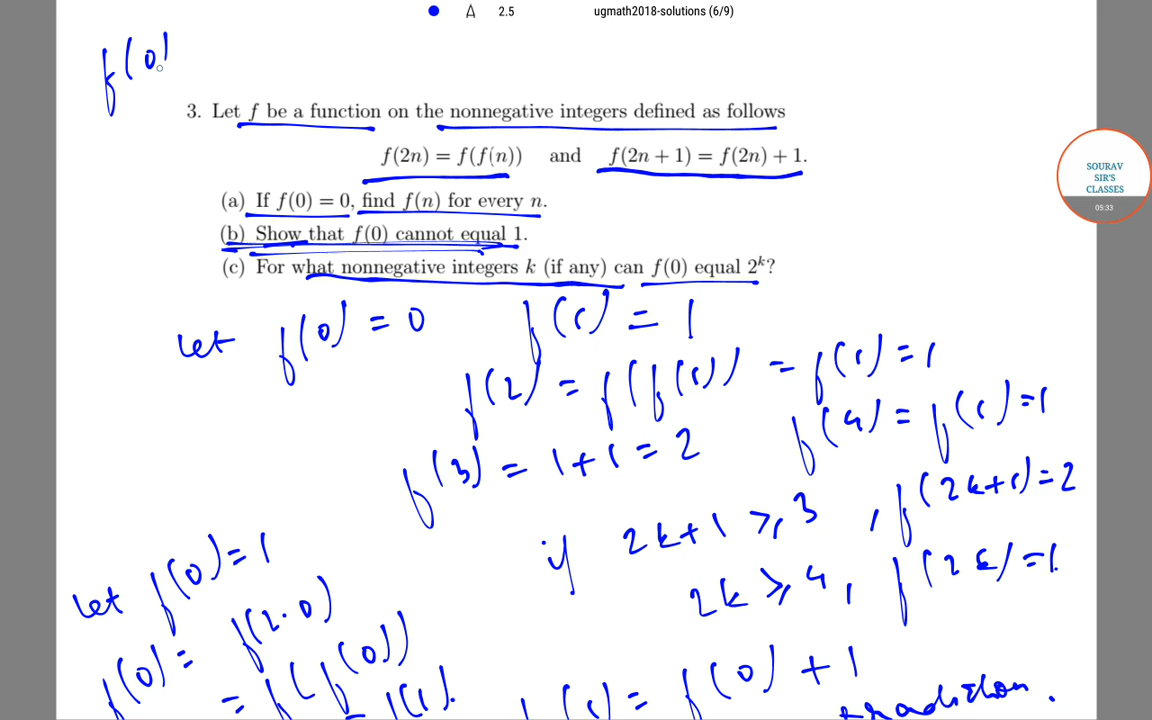 2.5 ugmath2018-solutions (6/9)
f(0)
3. Let f be a function on the nonnegative integers defined as follows
f(2n) = f(f(n)) and f(2n + 1) = f(2n) + 1.
(a) If f(0) = 0, find f(n) for every n.
(b) Show that f(0) cannot equal 1.
(c) For what nonnegative integers k (if any) can f(0) equal 2^k?
SOURAV
SIR'S
CLASSES
05:33
Let f(0) = 0 f(1) = 1
f(2) = f(f(1)) = f(1) = 1
f(3) = 1+1 = 2 f(4) = f(1) = 1
if 2k+1 ≥ 3, f(2k+1) = 2
2k ≥ 4, f(2k) = 1.
Let f(0) = 1
f(0) = f(2·0)
= f(f(0))
= f(1). f(1) = f(0) + 1